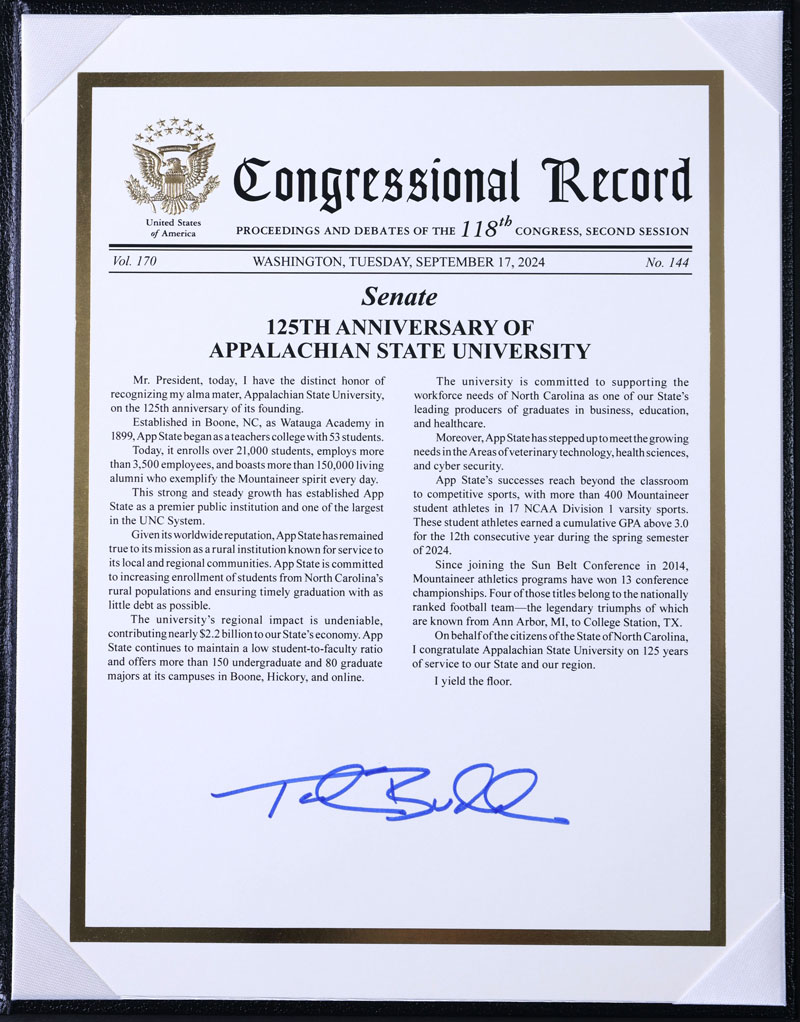 United States
of America
Congressional Record
PROCEEDINGS AND DEBATES OF THE 118th CONGRESS, SECOND SESSION
Vol. 170 WASHINGTON, TUESDAY, SEPTEMBER 17, 2024 No. 144
Senate
125TH ANNIVERSARY OF
APPALACHIAN STATE UNIVERSITY
Mr. President, today, I have the distinct honor of
recognizing my alma mater, Appalachian State University,
on the 125th anniversary of its founding.
Established in Boone, NC, as Watauga Academy in
1899, App State began as a teachers college with 53 students.
Today, it enrolls over 21,000 students, employs more
than 3,500 employees, and boasts more than 150,000 living
alumni who exemplify the Mountaineer spirit every day.
This strong and steady growth has established App
State as a premier public institution and one of the largest
in the UNC System.
Given its worldwide reputation, App State has remained
true to its mission as a rural institution known for service to
its local and regional communities. App State is committed
to increasing enrollment of students from North Carolina's
rural populations and ensuring timely graduation with as
little debt as possible.
The university's regional impact is undeniable,
contributing nearly $2.2 billion to our State's economy. App
State continues to maintain a low student-to-faculty ratio
and offers more than 150 undergraduate and 80 graduate
majors at its campuses in Boone, Hickory, and online.
The university is committed to supporting the
workforce needs of North Carolina as one of our State's
leading producers of graduates in business, education,
and healthcare.
Moreover, App State has stepped up to meet the growing
needs in the Areas of veterinary technology, health sciences,
and cyber security.
App State's successes reach beyond the classroom
to competitive sports, with more than 400 Mountaineer
student athletes in 17 NCAA Division 1 varsity sports.
These student athletes earned a cumulative GPA above 3.0
for the 12th consecutive year during the spring semester
of 2024.
Since joining the Sun Belt Conference in 2014,
Mountaineer athletics programs have won 13 conference
championships. Four of those titles belong to the nationally
ranked football team—the legendary triumphs of which
are known from Ann Arbor, MI, to College Station, TX.
On behalf of the citizens of the State of North Carolina,
I congratulate Appalachian State University on 125 years
of service to our State and our region.
I yield the floor.
Ted Budd